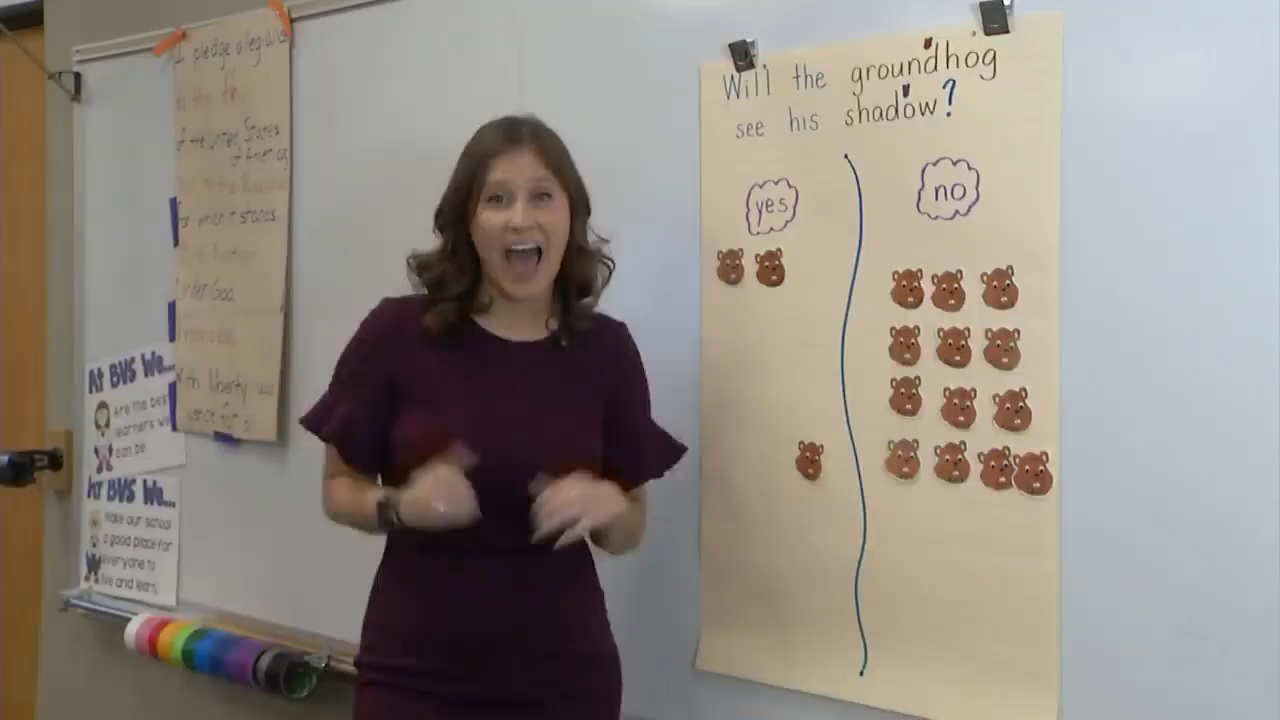 I pledge allegiance
to the
of the United States
of America
for which it stands
Under God
with liberty and
justice for all
At BVS We...
Are the best
learners we
can be.
At BVS We...
Make our school
a good place for
everyone to
live and learn.
Will the groundhog
see his shadow?
yes
no